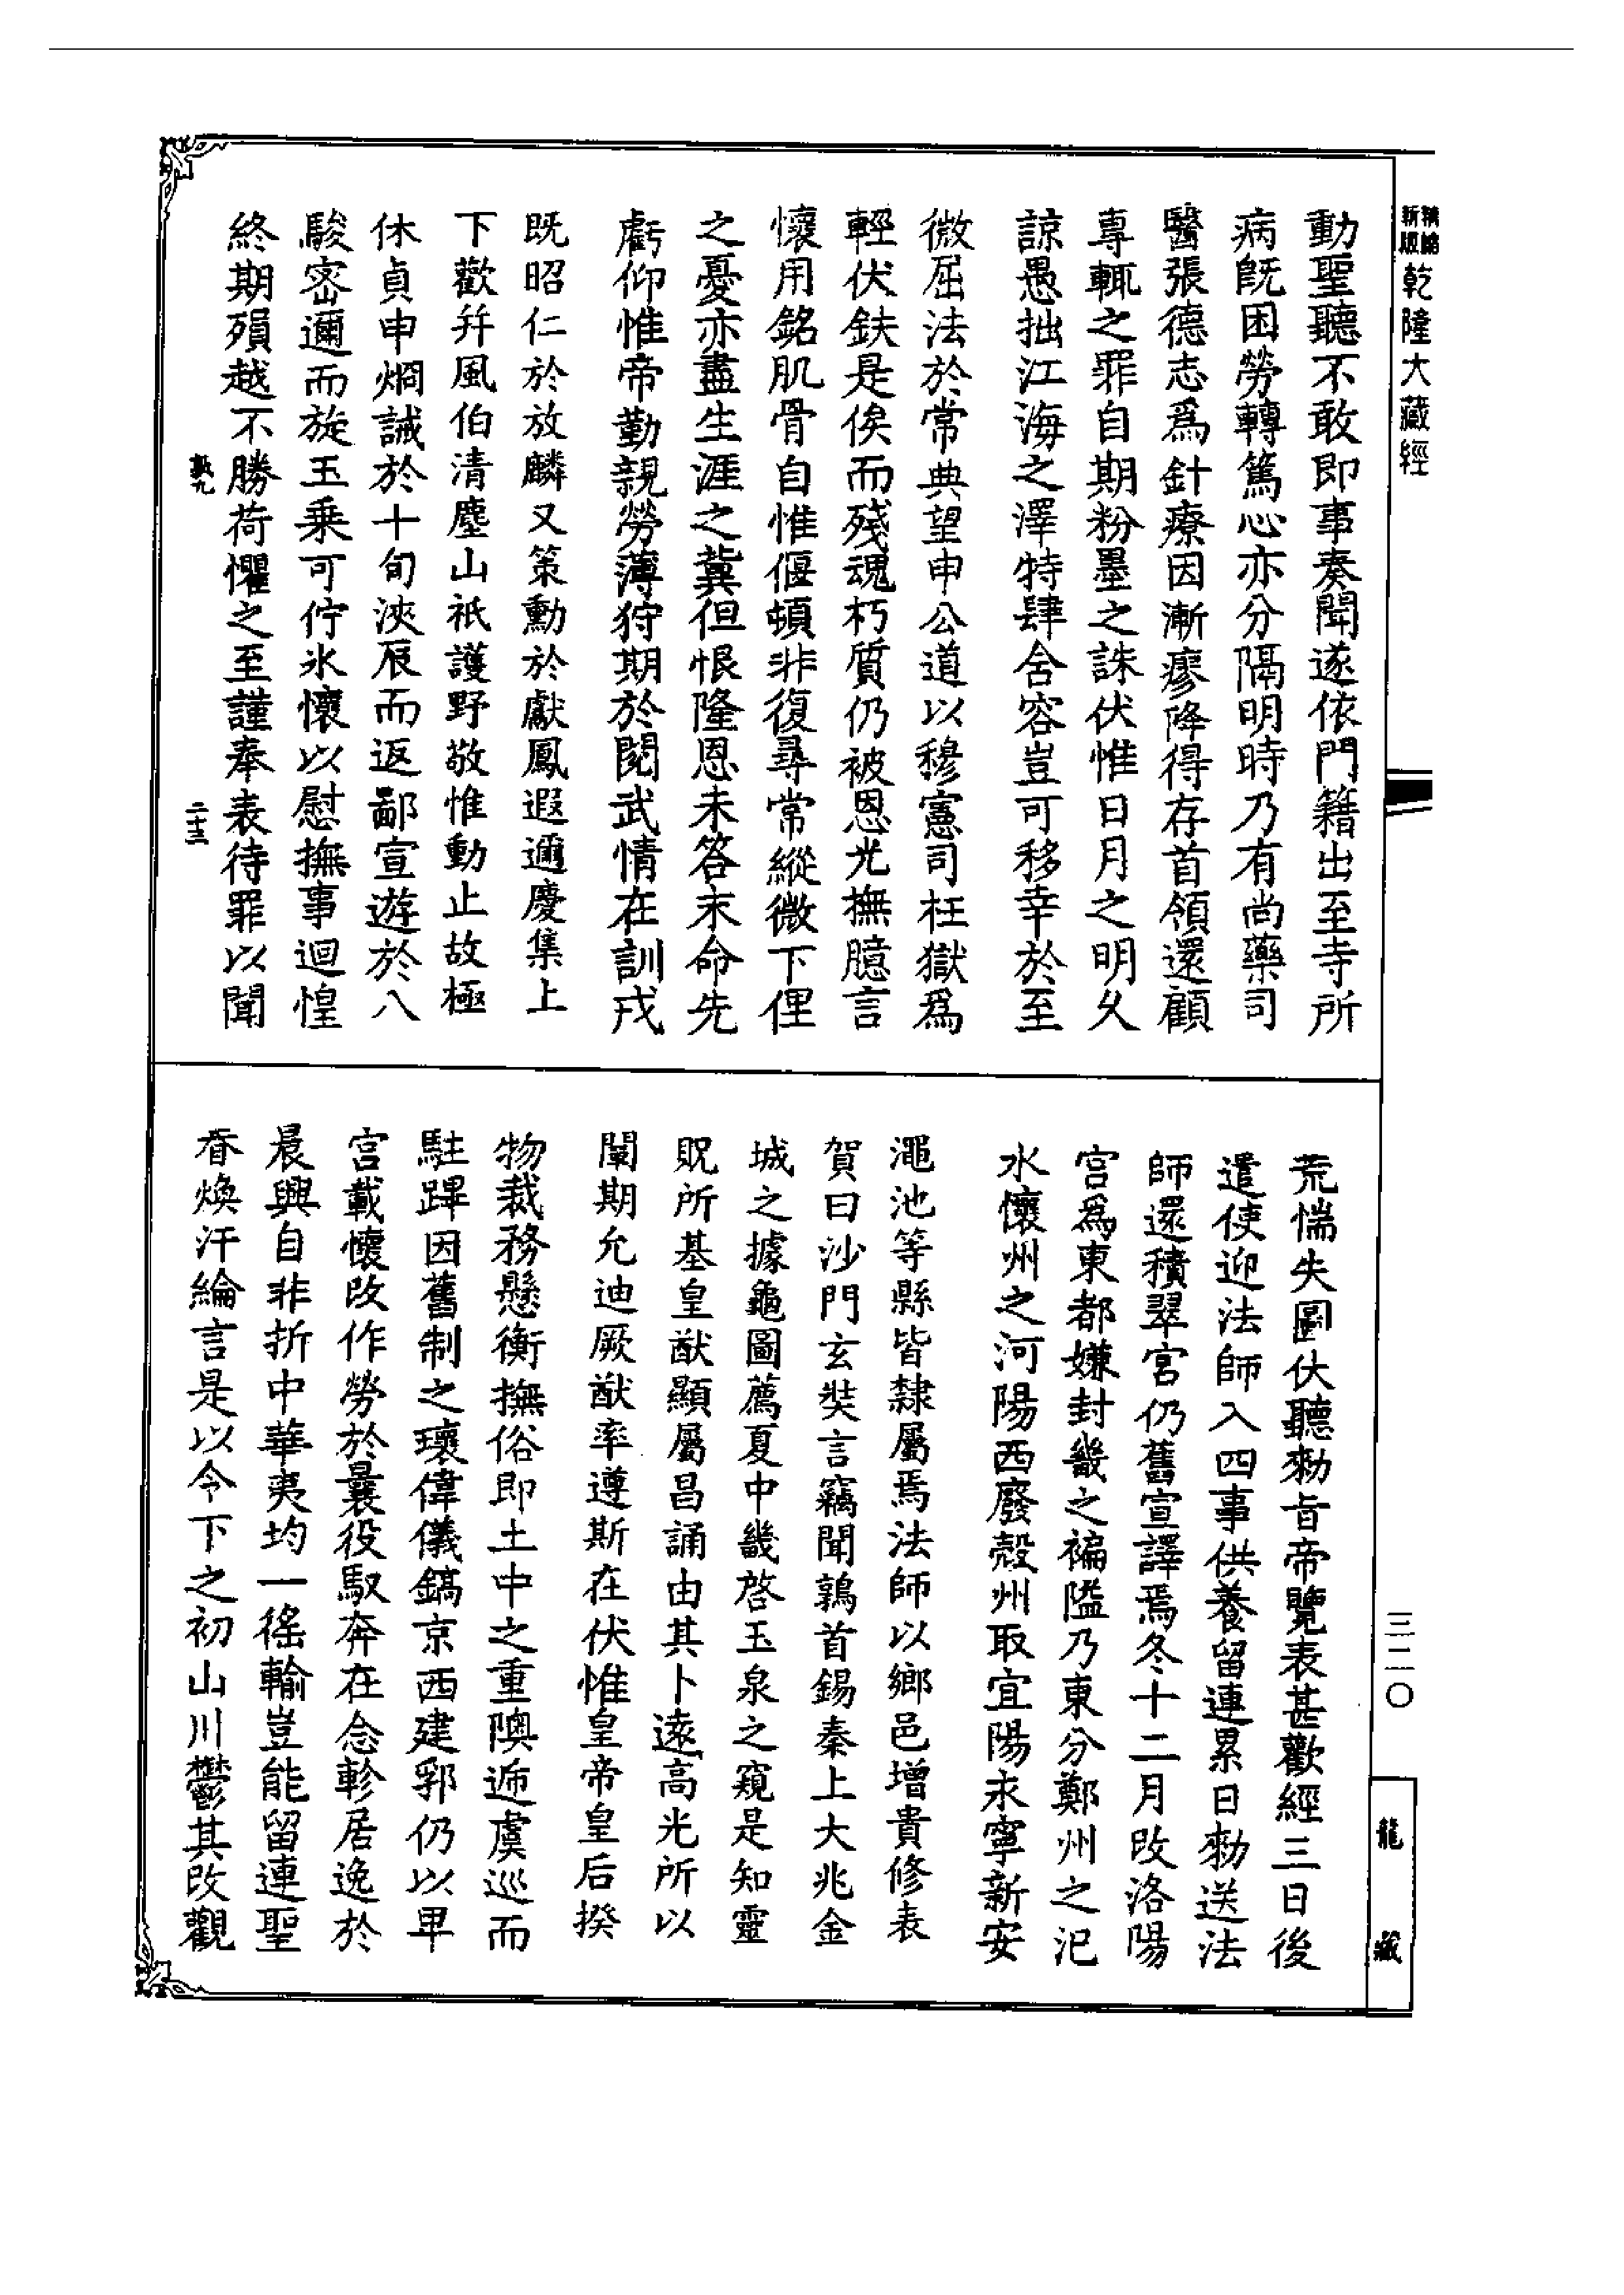 精縮
新版
乾隆大藏經
動聖聽不敢即事奏聞遂依門籍出至寺所
病旣困勞轉篤心亦分隔明時乃有尚藥司
醫張德志爲針療因漸瘳降得存首領還顧
專輒之罪自期粉墨之誅伏惟日月之明久
諒愚拙江海之澤特肆含容豈可移幸於至
微屈法於常典望申公道以穆憲司枉獄爲
輕伏鈇是俟而殘魂朽質仍被恩光撫臆言
懷用銘肌骨自惟偃頓非復尋常縱微下俚
之憂亦盡生涯之冀但恨隆恩未答末命先
虧仰惟帝勤親勞薄狩期於閱武情在訓戎
既昭仁於放麟又策勳於獻鳳遐邇慶集上
下歡幷風伯清塵山祇護野敬惟動止故極
休貞申烱誡於十旬浹辰而返鄙宣遊於八
駿密邇而旋玉乗可佇氷懷以慰撫事迴惶
終期殞越不勝荷懼之至謹奉表待罪以聞
孰九
二十三
荒惴失圖伏聽勑旨帝覽表甚歡經三日後
遣使迎法師入四事供養留連累日勑送法
師還積翠宮仍舊宣譯焉冬十二月改洛陽
宮爲東都嫌封畿之褊隘乃東分鄭州之汜
水懷州之河陽西廢穀州取宜陽永寧新安
澠池等縣皆隸屬焉法師以鄉邑增貴修表
賀曰沙門玄奘言竊聞鶉首錫秦上大兆金
城之據龜圖薦夏中畿啓玉泉之窺是知靈
貺所基皇猷顯屬昌誦由其卜遠高光所以
闡期允迪厥猷率遵斯在伏惟皇帝皇后揆
物裁務懸衡撫俗即土中之重隩逓虞巡而
駐蹕因舊制之瓌偉儀鎬京西建郛仍以卑
宮載懷改作勞於曩役馭奔在念軫居逸於
晨興自非折中華夷均一徭輸豈能留連聖
眷煥汗綸言是以令下之初山川鬱其改觀
三二〇
龍藏